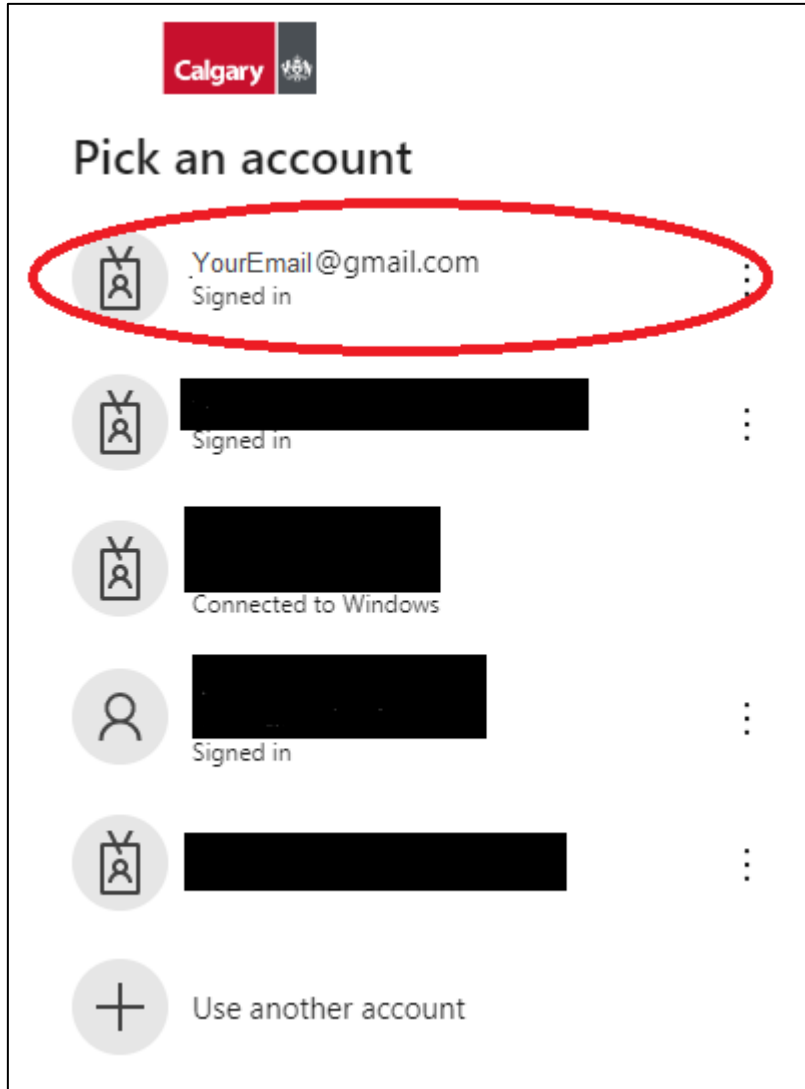 Calgary
Pick an account
YourEmail@gmail.com
Signed in
Signed in
Connected to Windows
Signed in
Use another account